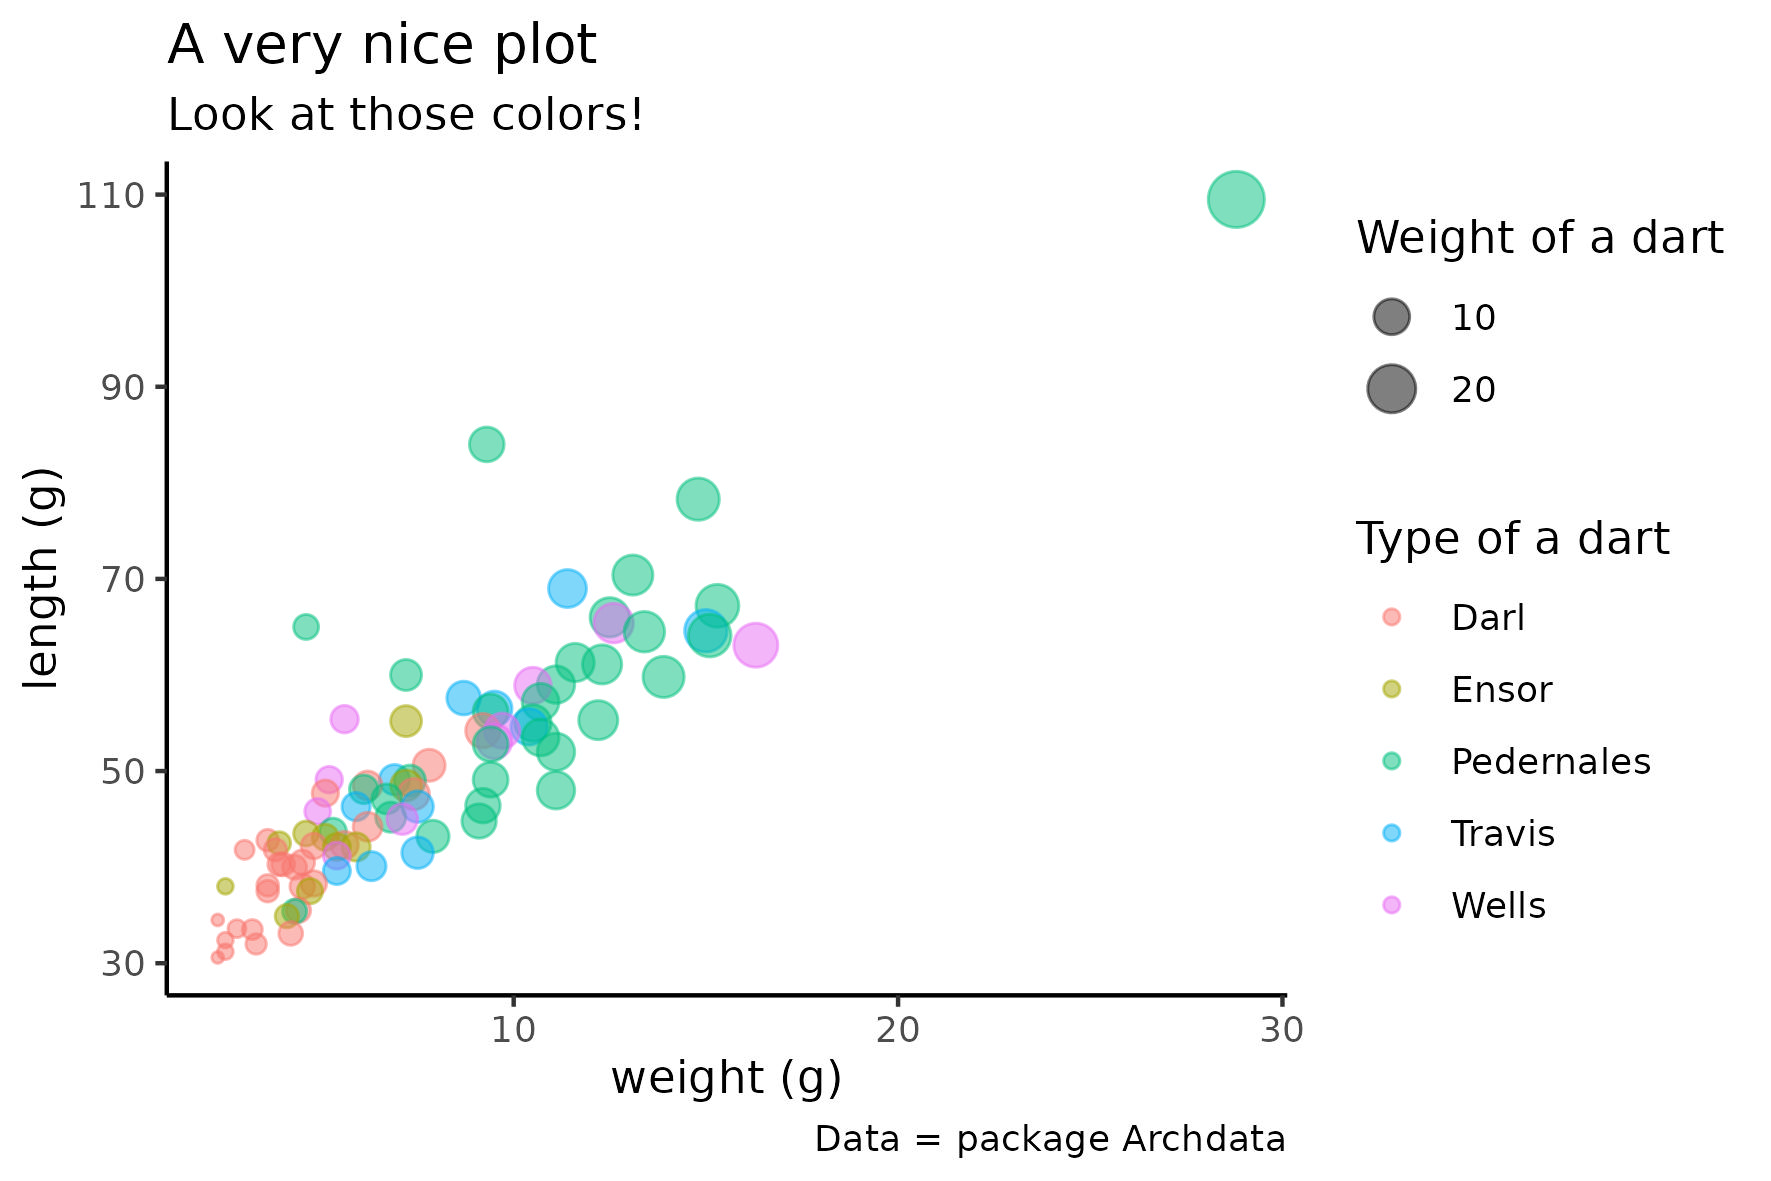 A very nice plot
Look at those colors!
110
90
70
50
30
length (g)
10
20
30
weight (g)
Data = package Archdata
Weight of a dart
10
20
Type of a dart
Darl
Ensor
Pedernales
Travis
Wells